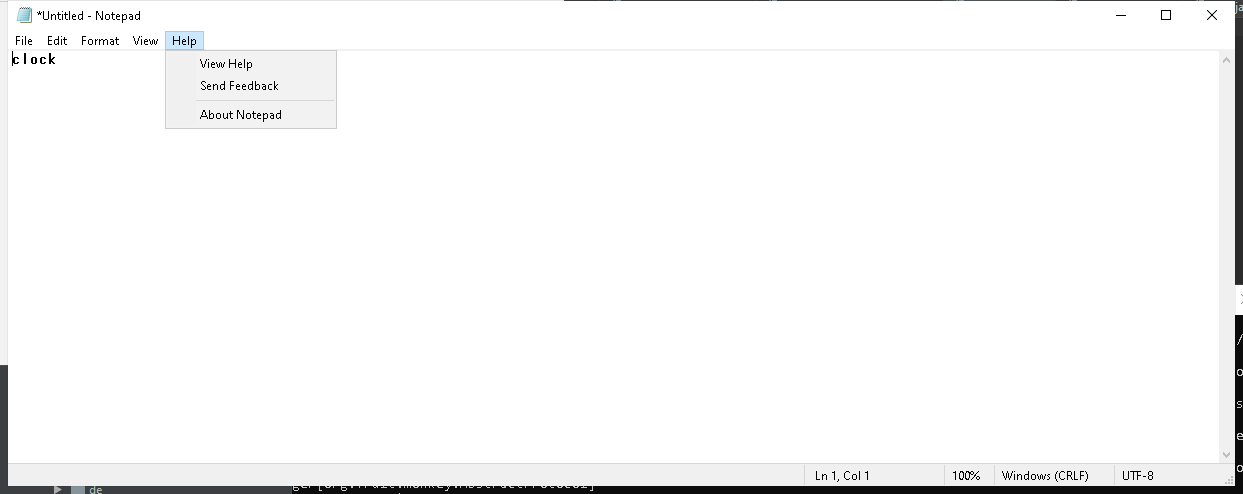 *Untitled - Notepad
File Edit Format View Help
clock
View Help
Send Feedback
About Notepad
Ln 1, Col 1 100% Windows (CRLF) UTF-8
de